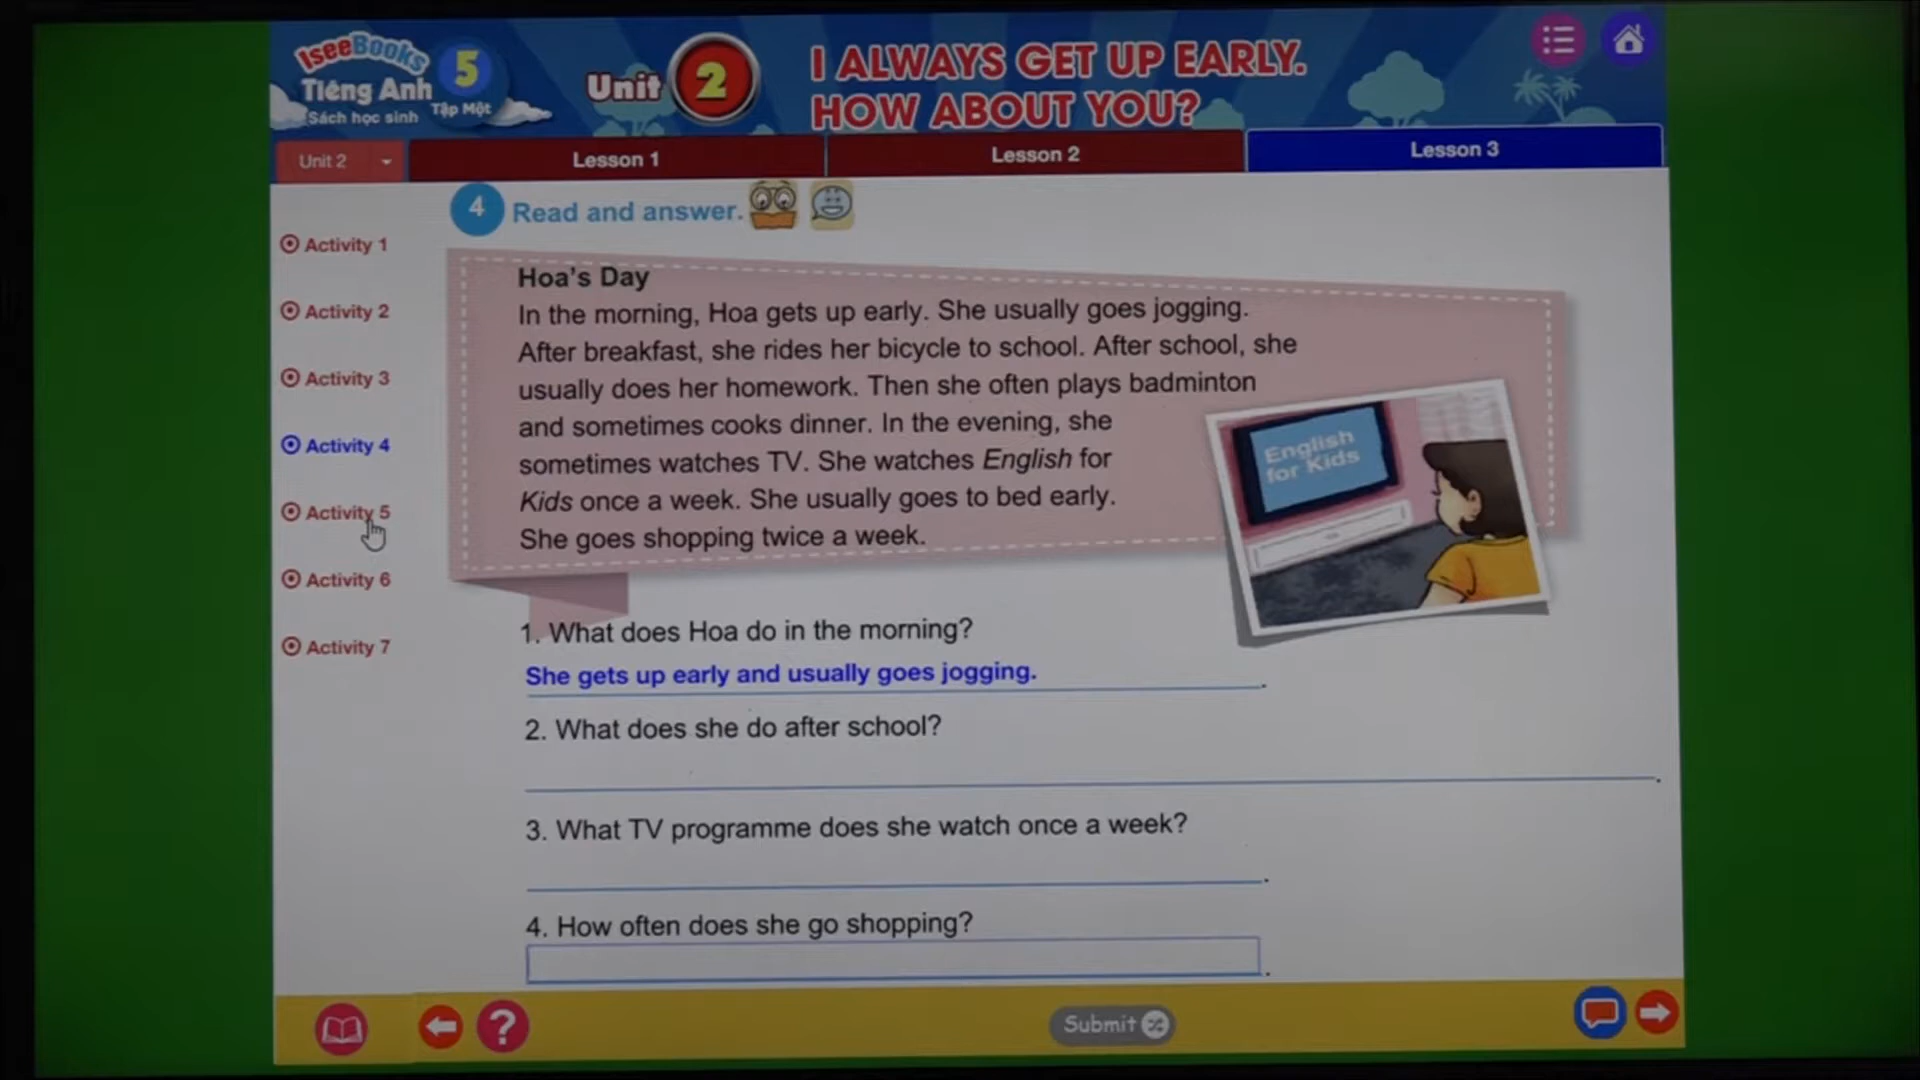 IseeBooks
Tiếng Anh 5
Tập Một
Sách học sinh
Unit 2
I ALWAYS GET UP EARLY.
HOW ABOUT YOU?
Unit 2
Lesson 1
Lesson 2
Lesson 3
Activity 1
Activity 2
Activity 3
Activity 4
Activity 5
Activity 6
Activity 7
4 Read and answer.
Hoa's Day
In the morning, Hoa gets up early. She usually goes jogging.
After breakfast, she rides her bicycle to school. After school, she
usually does her homework. Then she often plays badminton
and sometimes cooks dinner. In the evening, she
sometimes watches TV. She watches English for
Kids once a week. She usually goes to bed early.
She goes shopping twice a week.
English
for Kids
1. What does Hoa do in the morning?
She gets up early and usually goes jogging.
2. What does she do after school?
3. What TV programme does she watch once a week?
4. How often does she go shopping?
?
Submit